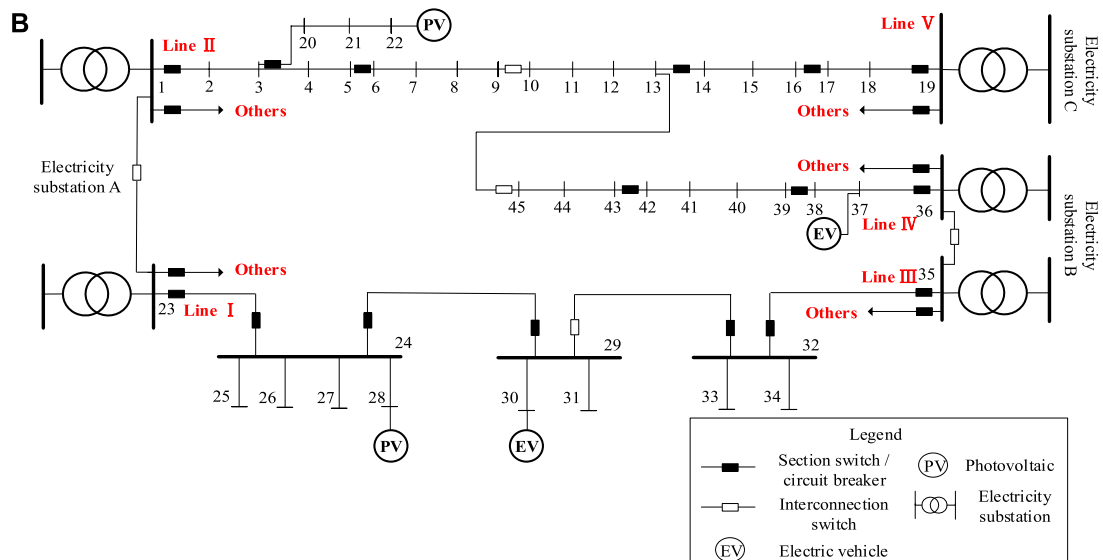 B
PV
20 21 22
Line Ⅱ
Line Ⅴ
1 2 3 4 5 6 7 8 9 10 11 12 13 14 15 16 17 18 19
Electricity
substation C
Others
Others
Electricity
substation A
Others
45 44 43 42 41 40 39 38 37 36
EV
Line Ⅳ
Electricity
substation B
Others
23
Line Ⅰ
Line Ⅲ
35
Others
24
29
32
25 26 27 28
30 31
33 34
PV
EV
Legend
Section switch /
circuit breaker
PV
Photovoltaic
Interconnection
switch
Electricity
substation
EV
Electric vehicle